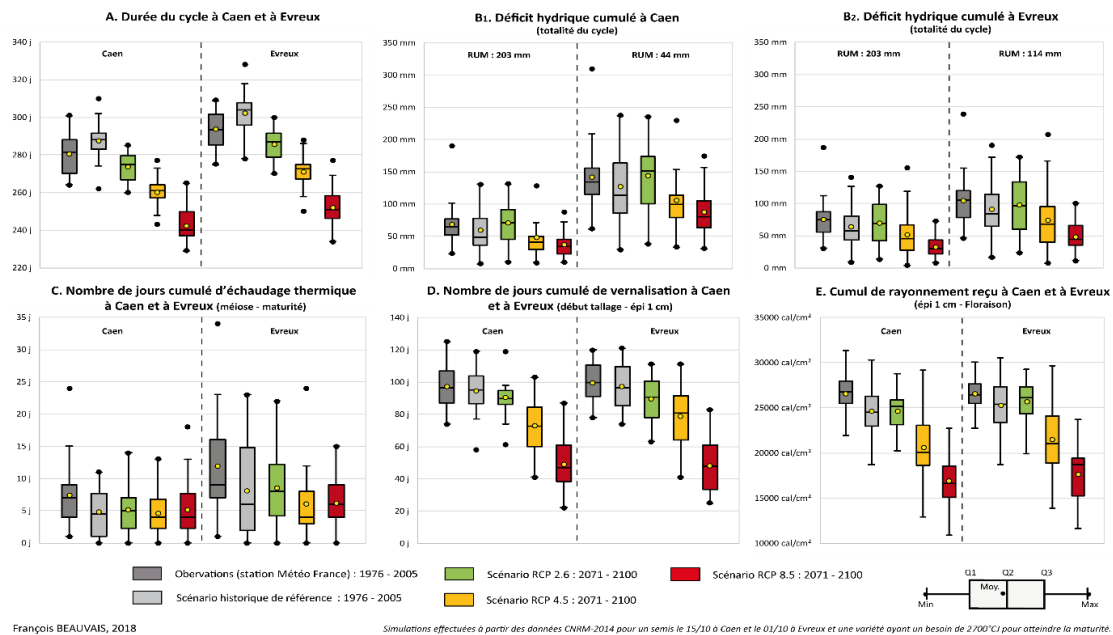 A. Durée du cycle à Caen et à Evreux
340 j
320 j
300 j
280 j
260 j
240 j
220 j
Caen
Evreux
B1. Déficit hydrique cumulé à Caen
(totalité du cycle)
350 mm
300 mm
250 mm
200 mm
150 mm
100 mm
50 mm
0 mm
RUM : 203 mm
RUM : 44 mm
B2. Déficit hydrique cumulé à Evreux
(totalité du cycle)
350 mm
300 mm
250 mm
200 mm
150 mm
100 mm
50 mm
0 mm
RUM : 203 mm
RUM : 114 mm
C. Nombre de jours cumulé d'échaudage thermique
à Caen et à Evreux (méiose - maturité)
35 j
30 j
25 j
20 j
15 j
10 j
5 j
0 j
Caen
Evreux
D. Nombre de jours cumulé de vernalisation à Caen
et à Evreux (début tallage - épi 1 cm)
140 j
120 j
100 j
80 j
60 j
40 j
20 j
0 j
Caen
Evreux
E. Cumul de rayonnement reçu à Caen et à Evreux
(épi 1 cm - Floraison)
35000 cal/cm²
30000 cal/cm²
25000 cal/cm²
20000 cal/cm²
15000 cal/cm²
10000 cal/cm²
Caen
Evreux
Obervations (station Météo France) : 1976 - 2005
Scénario historique de référence : 1976 - 2005
Scénario RCP 2.6 : 2071 - 2100
Scénario RCP 4.5 : 2071 - 2100
Scénario RCP 8.5 : 2071 - 2100
Q1 Q2 Q3
Moy.
Min Max
François BEAUVAIS, 2018
Simulations effectuées à partir des données CNRM-2014 pour un semis le 15/10 à Caen et le 01/10 à Evreux et une variété ayant un besoin de 2700°CJ pour atteindre la maturité.